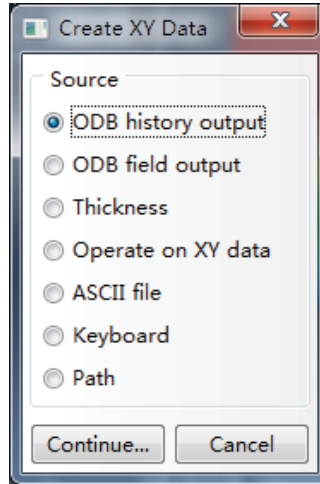 Create XY Data
Source
ODB history output
ODB field output
Thickness
Operate on XY data
ASCII file
Keyboard
Path
Continue... Cancel